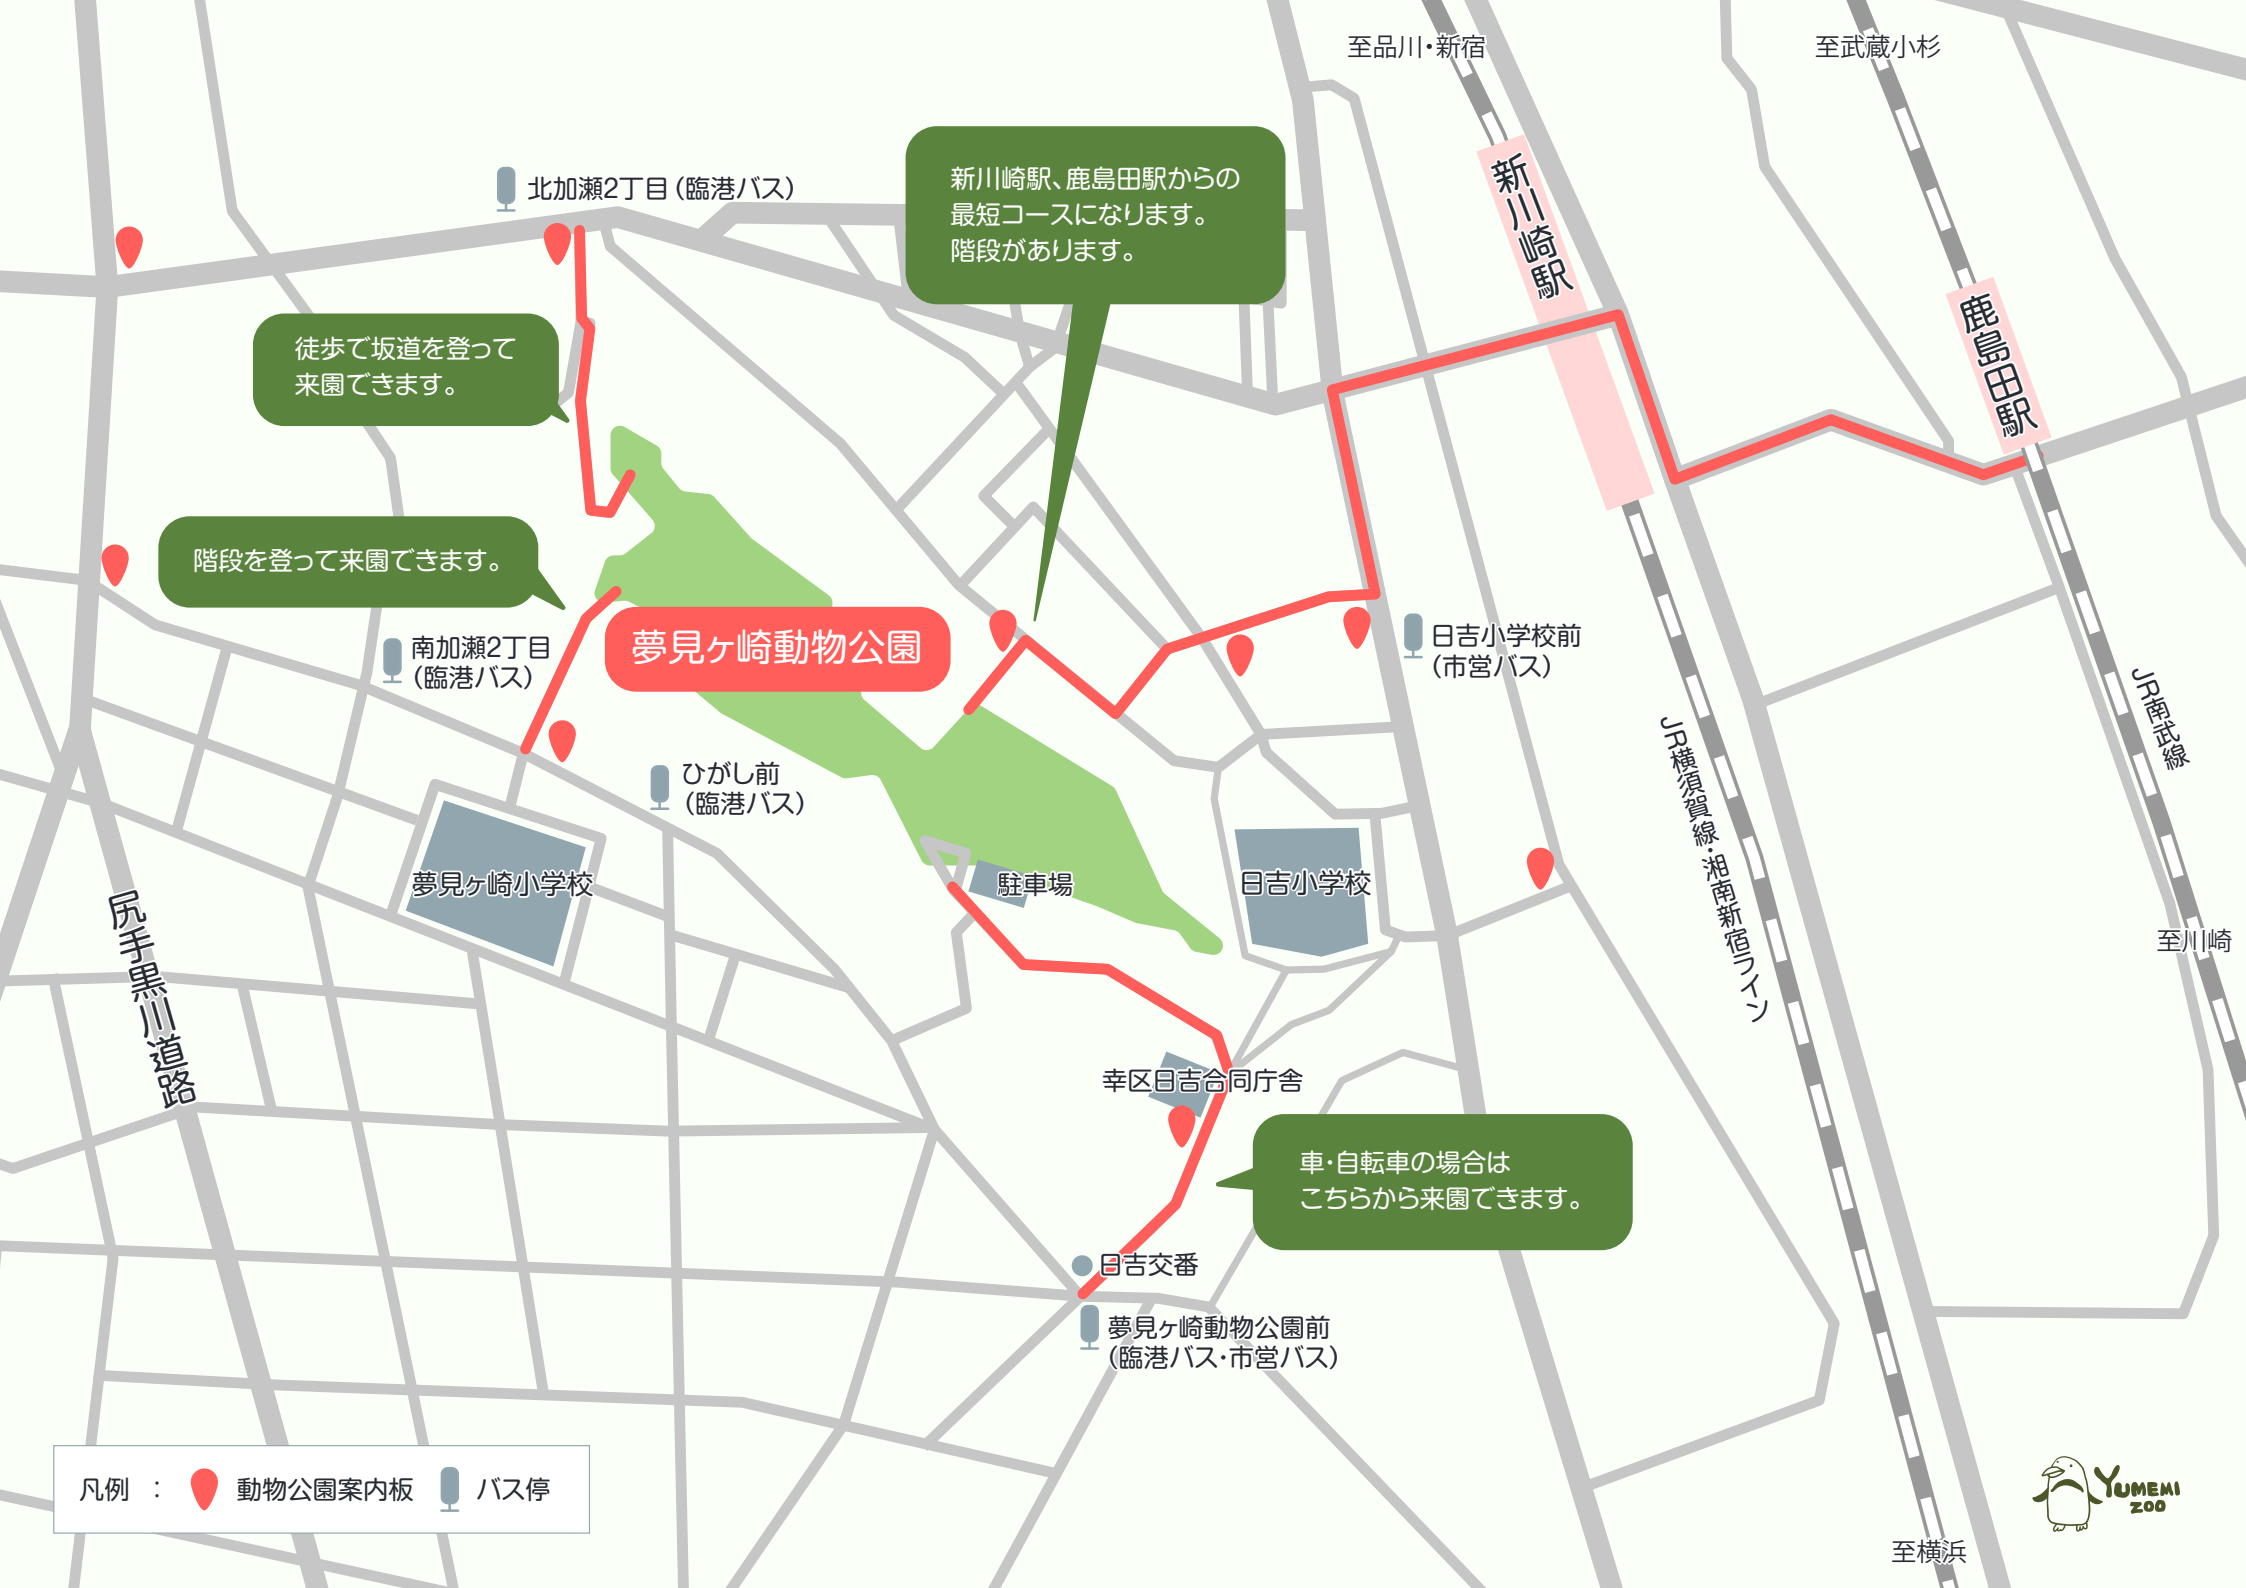 至品川・新宿
至武蔵小杉
北加瀬2丁目（臨港バス）
新川崎駅、鹿島田駅からの
最短コースになります。
階段があります。
新川崎駅
鹿島田駅
徒歩で坂道を登って
来園できます。
階段を登って来園できます。
南加瀬2丁目
（臨港バス）
夢見ヶ崎動物公園
日吉小学校前
（市営バス）
JR南武線
JR横須賀線・湘南新宿ライン
ひがし前
（臨港バス）
夢見ヶ崎小学校
駐車場
日吉小学校
尻手黒川道路
至川崎
幸区日吉合同庁舎
車・自転車の場合は
こちらから来園できます。
日吉交番
夢見ヶ崎動物公園前
（臨港バス・市営バス）
凡例 ： 動物公園案内板 バス停
YUMEMI
ZOO
至横浜